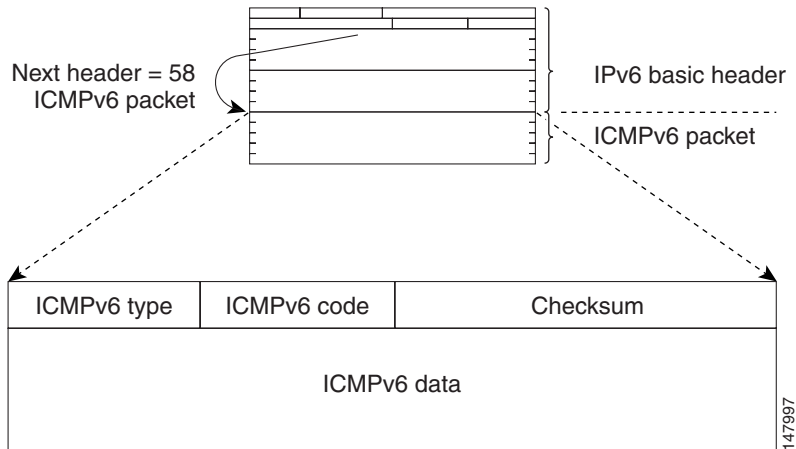 Next header = 58
ICMPv6 packet
IPv6 basic header
ICMPv6 packet
ICMPv6 type
ICMPv6 code
Checksum
ICMPv6 data
147997